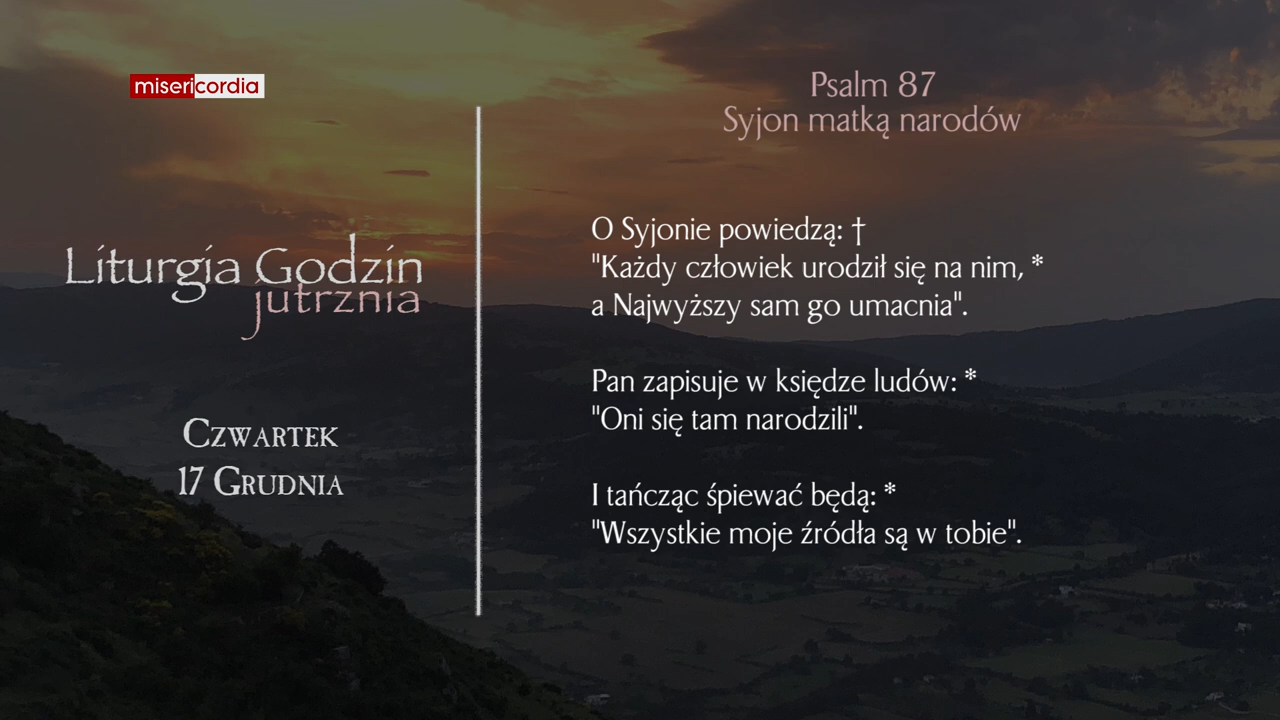 misericordia
Liturgia Godzin
jutrznia
Czwartek
17 Grudnia
Psalm 87
Syjon matką narodów
O Syjonie powiedzą: †
"Każdy człowiek urodził się na nim, *
a Najwyższy sam go umacnia".
Pan zapisuje w księdze ludów: *
"Oni się tam narodzili".
I tańcząc śpiewać będą: *
"Wszystkie moje źródła są w tobie".